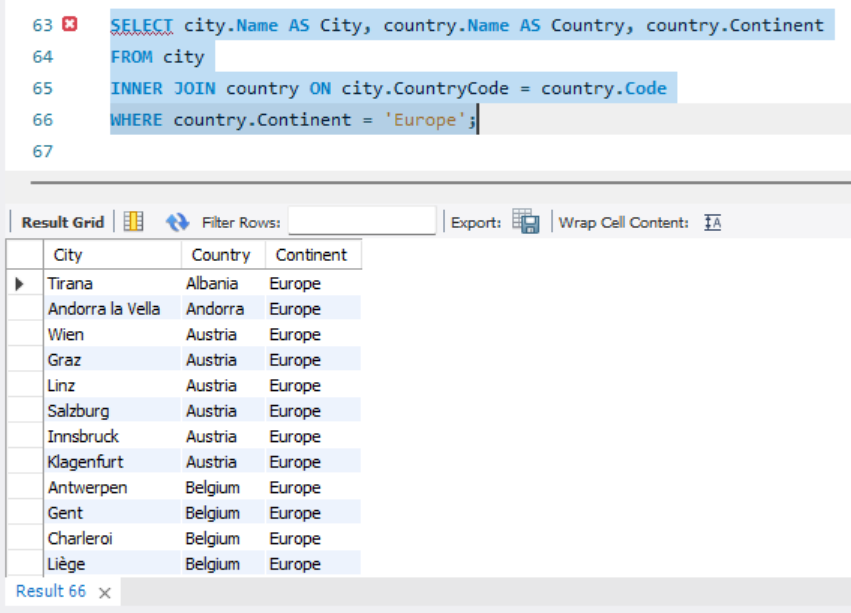 63 SELECT city.Name AS City, country.Name AS Country, country.Continent
64 FROM city
65 INNER JOIN country ON city.CountryCode = country.Code
66 WHERE country.Continent = 'Europe';
67
Result Grid Filter Rows: Export: Wrap Cell Content: IA
City Country Continent
Tirana Albania Europe
Andorra la Vella Andorra Europe
Wien Austria Europe
Graz Austria Europe
Linz Austria Europe
Salzburg Austria Europe
Innsbruck Austria Europe
Klagenfurt Austria Europe
Antwerpen Belgium Europe
Gent Belgium Europe
Charleroi Belgium Europe
Liège Belgium Europe
Result 66 ×